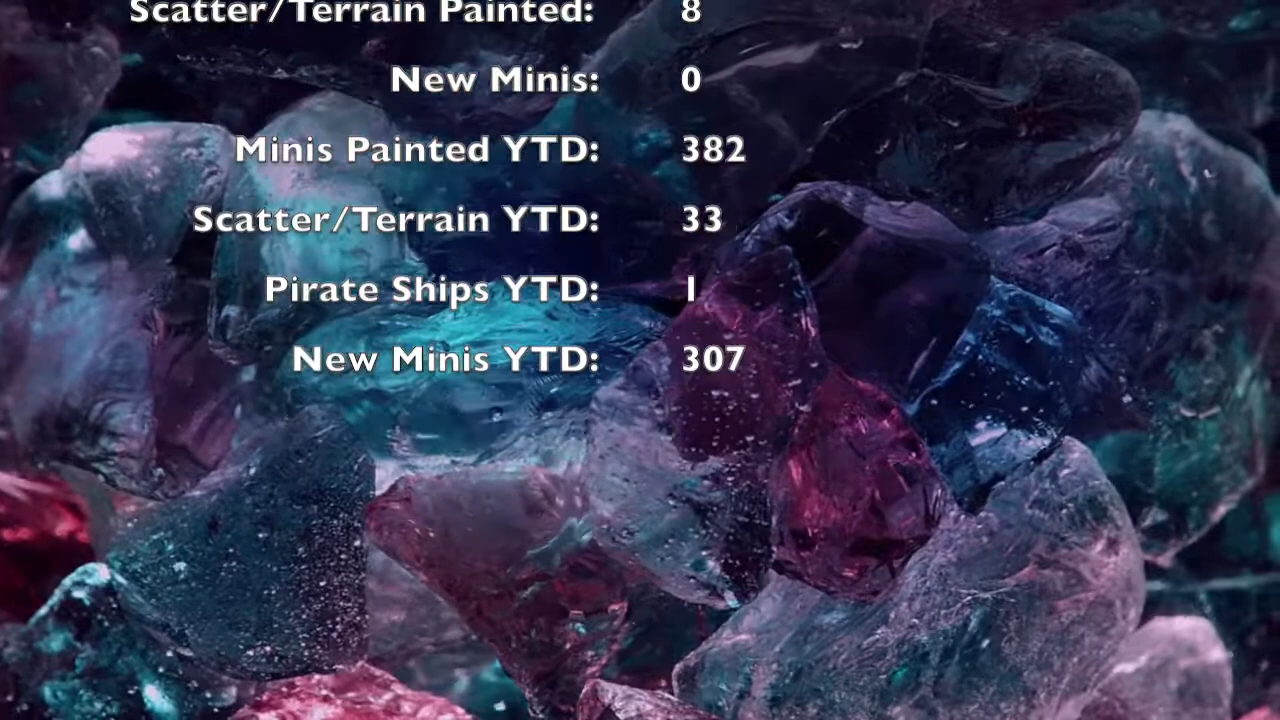 Scatter/Terrain Painted: 8
New Minis: 0
Minis Painted YTD: 382
Scatter/Terrain YTD: 33
Pirate Ships YTD: 1
New Minis YTD: 307